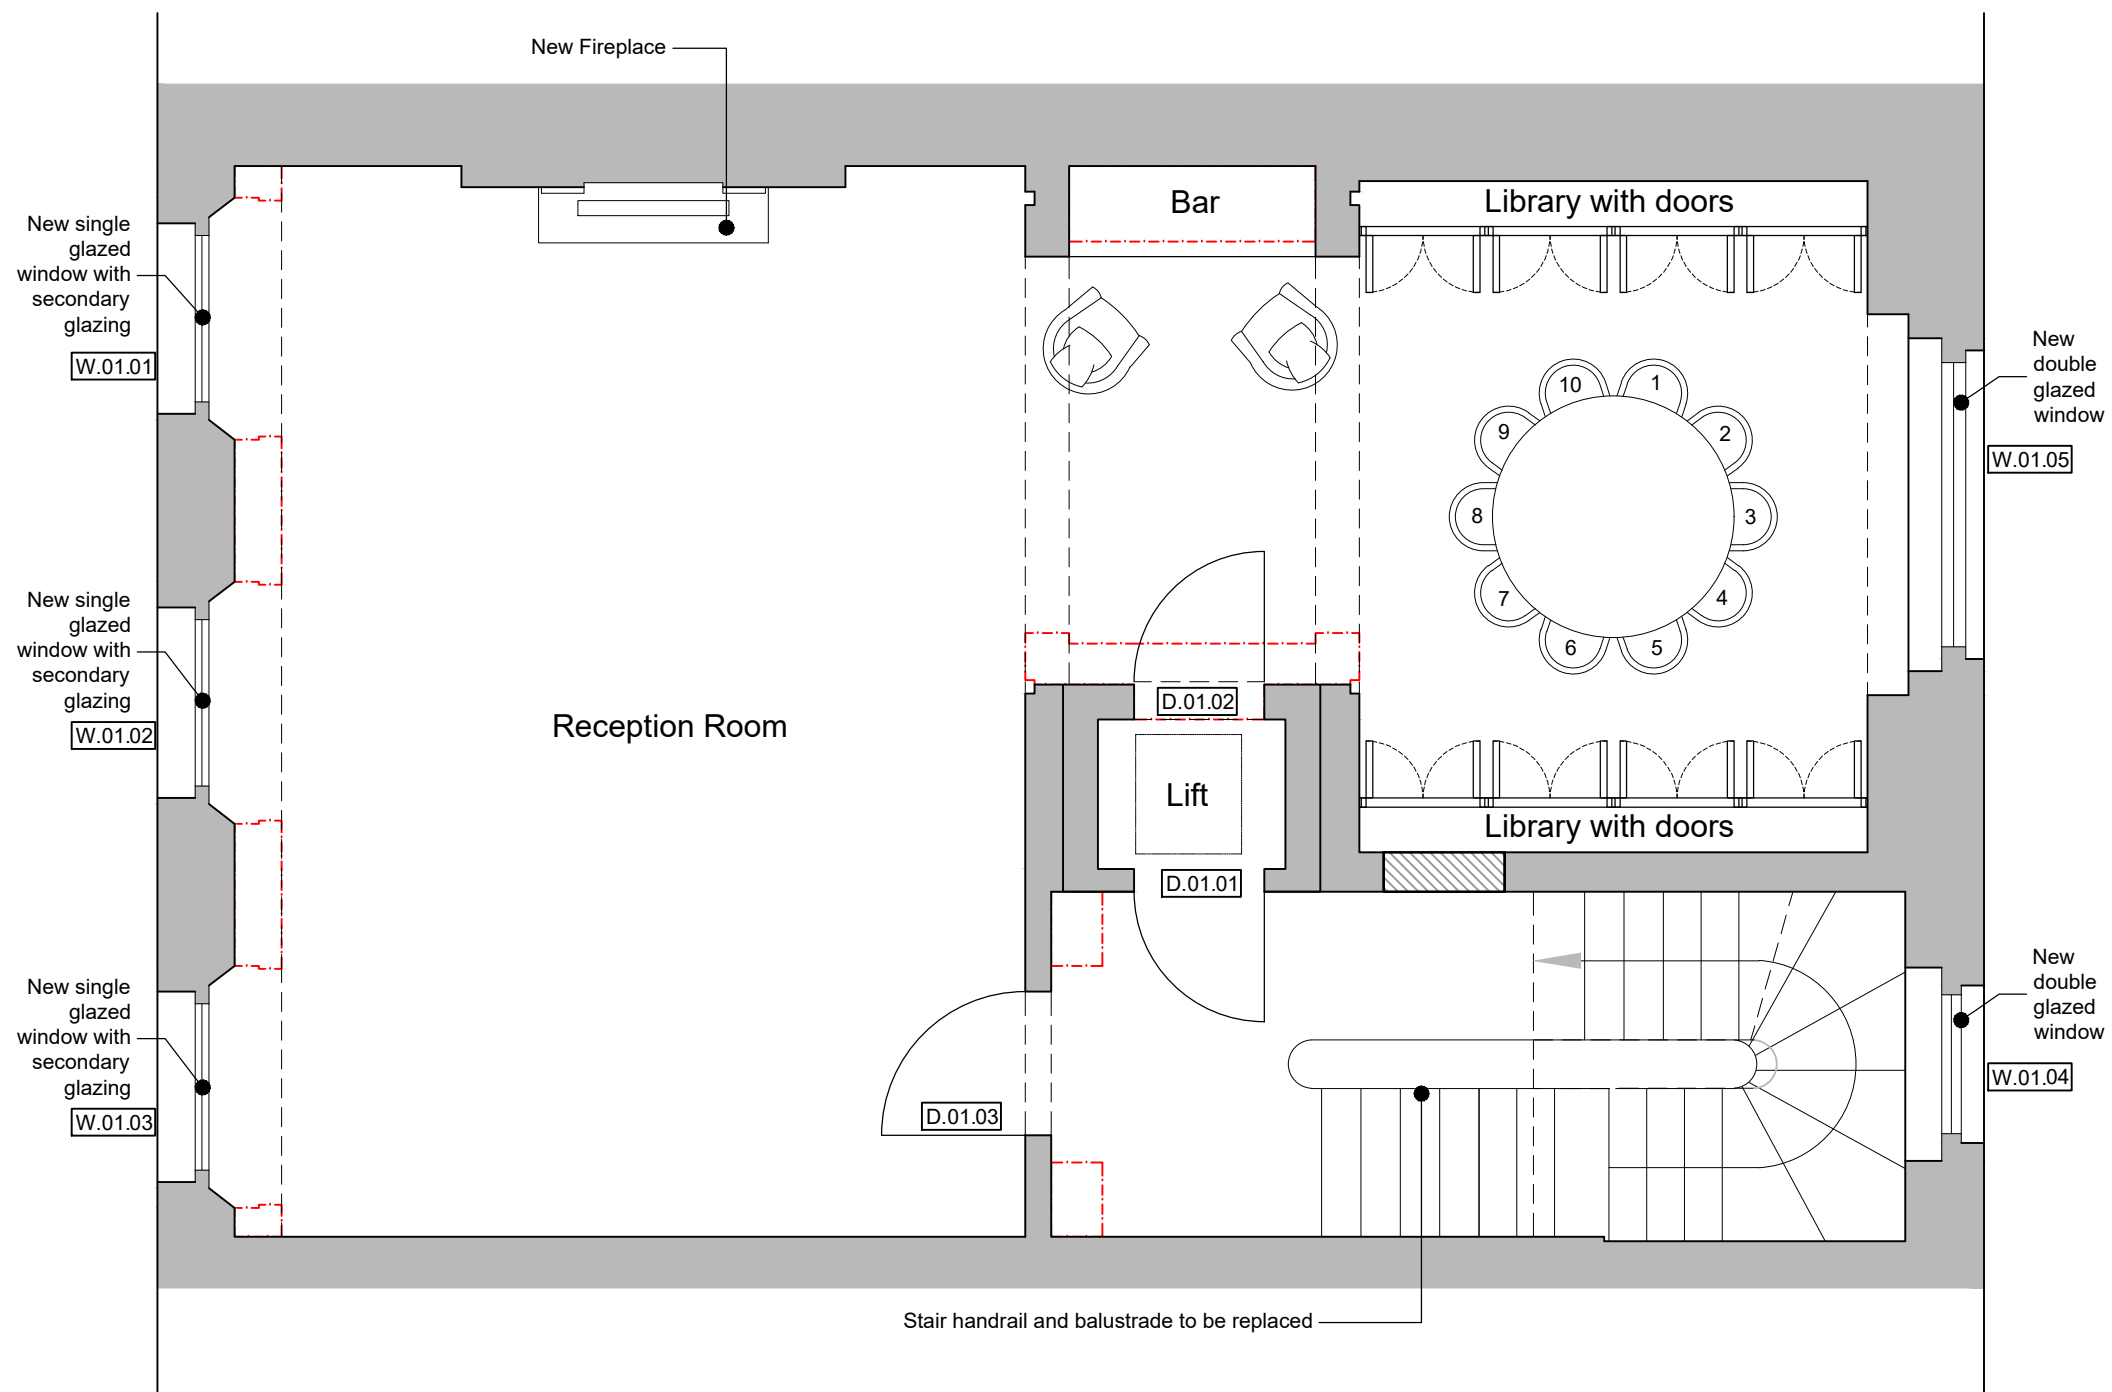 New Fireplace
Bar
Library with doors
New single
glazed
window with
secondary
glazing
W.01.01
New
double
glazed
window
W.01.05
10
1
9
2
8
3
7
4
6
5
New single
glazed
window with
secondary
glazing
W.01.02
Reception Room
D.01.02
Lift
Library with doors
D.01.01
New single
glazed
window with
secondary
glazing
W.01.03
New
double
glazed
window
W.01.04
D.01.03
Stair handrail and balustrade to be replaced